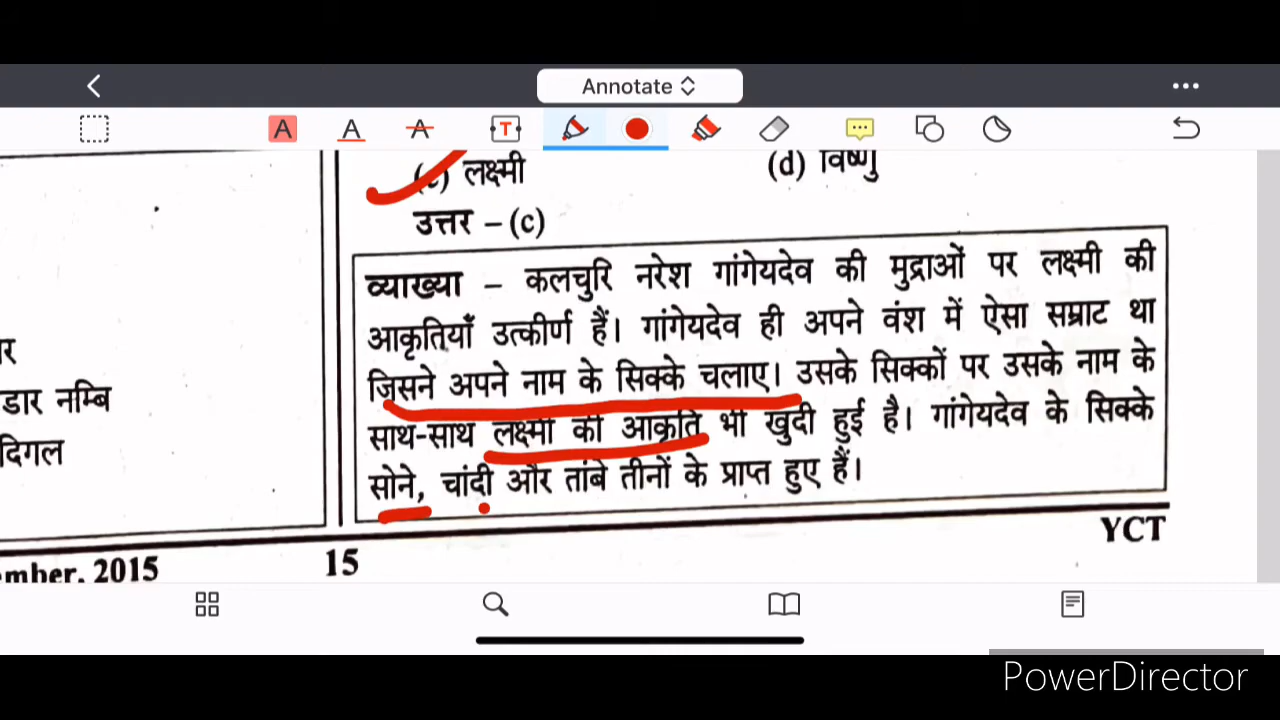 Annotate
A A A T
(c) लक्ष्मी (d) विष्णु
उत्तर – (c)
व्याख्या – कलचुरि नरेश गांगेयदेव की मुद्राओं पर लक्ष्मी की
आकृतियाँ उत्कीर्ण हैं। गांगेयदेव ही अपने वंश में ऐसा सम्राट था
जिसने अपने नाम के सिक्के चलाए। उसके सिक्कों पर उसके नाम के
साथ-साथ लक्ष्मी की आकृति भी खुदी हुई है। गांगेयदेव के सिक्के
सोने, चांदी और तांबे तीनों के प्राप्त हुए हैं।
र
डार नम्बि
दिगल
YCT
mber, 2015 15
PowerDirector